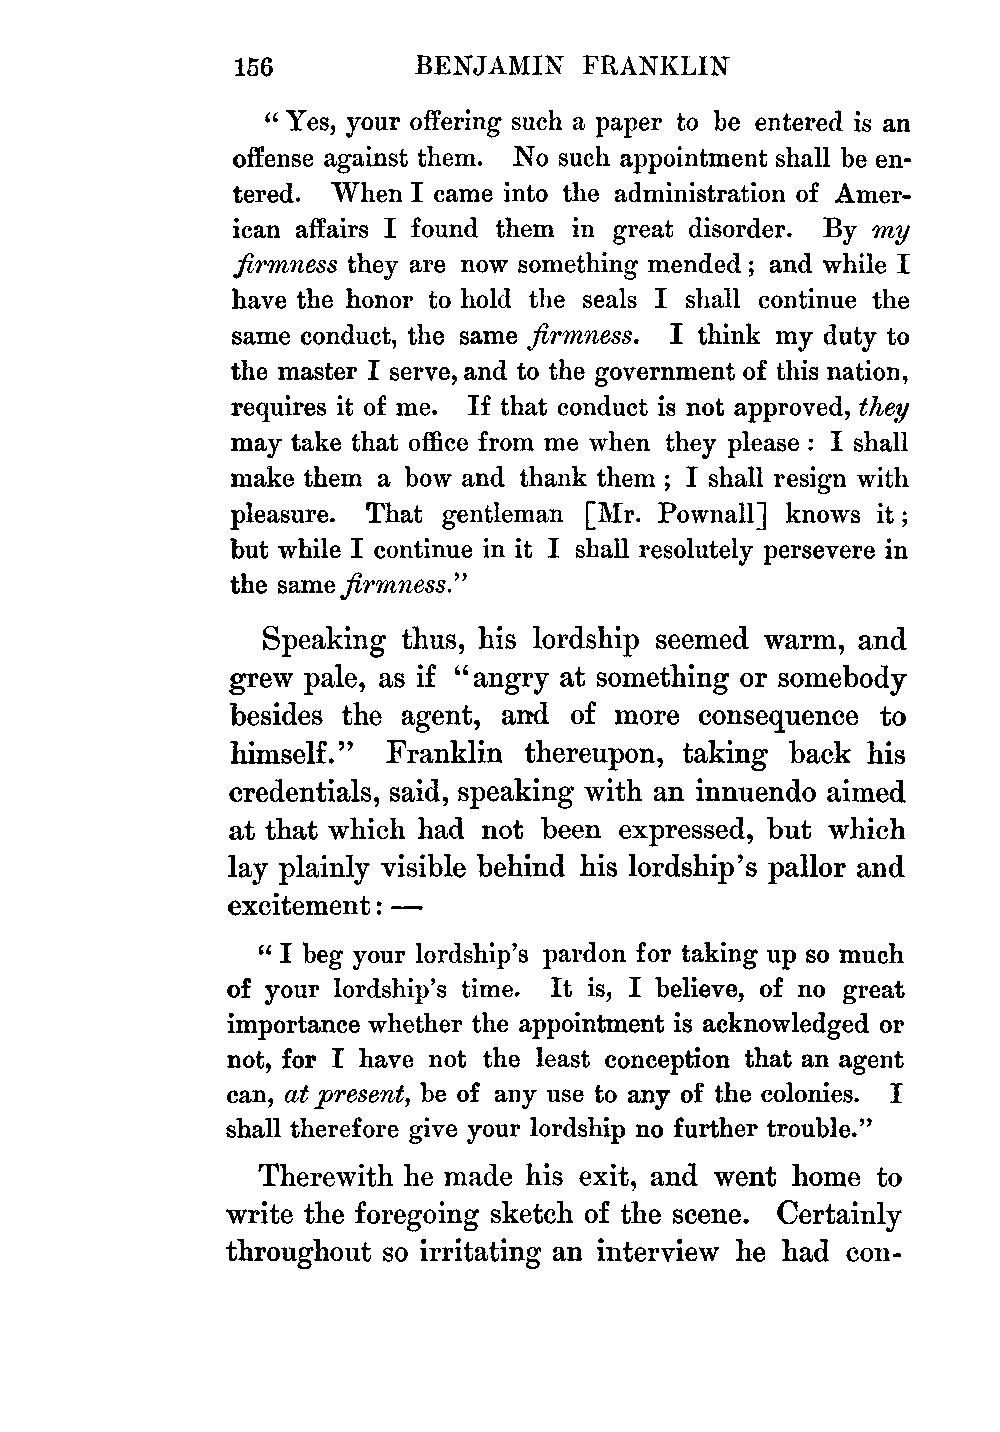 156 BENJAMIN FRANKLIN
“Yes, your offering such a paper to be entered is an
offense against them. No such appointment shall be en-
tered. When I came into the administration of Amer-
ican affairs I found them in great disorder. By my
firmness they are now something mended; and while I
have the honor to hold the seals I shall continue the
same conduct, the same firmness. I think my duty to
the master I serve, and to the government of this nation,
requires it of me. If that conduct is not approved, they
may take that office from me when they please: I shall
make them a bow and thank them; I shall resign with
pleasure. That gentleman [Mr. Pownall] knows it;
but while I continue in it I shall resolutely persevere in
the same firmness.”
Speaking thus, his lordship seemed warm, and
grew pale, as if “angry at something or somebody
besides the agent, and of more consequence to
himself.” Franklin thereupon, taking back his
credentials, said, speaking with an innuendo aimed
at that which had not been expressed, but which
lay plainly visible behind his lordship’s pallor and
excitement: —
“I beg your lordship’s pardon for taking up so much
of your lordship’s time. It is, I believe, of no great
importance whether the appointment is acknowledged or
not, for I have not the least conception that an agent
can, at present, be of any use to any of the colonies. I
shall therefore give your lordship no further trouble.”
Therewith he made his exit, and went home to
write the foregoing sketch of the scene. Certainly
throughout so irritating an interview he had con-